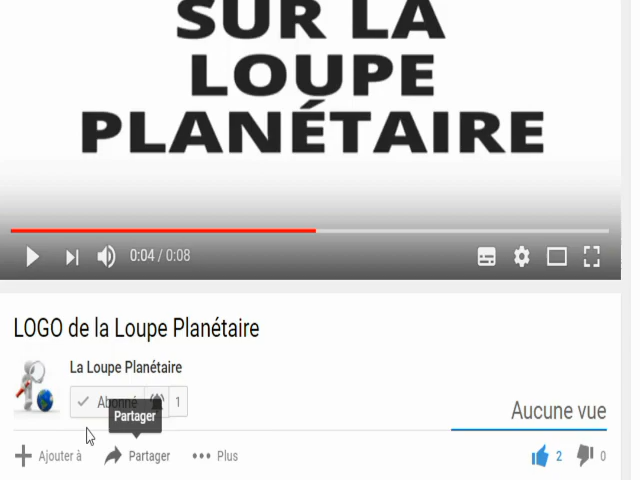 SUR LA
LOUPE
PLANÉTAIRE
0:04 / 0:08
LOGO de la Loupe Planétaire
La Loupe Planétaire
Abonné 1
Partager
Aucune vue
Ajouter à Partager Plus 2 0